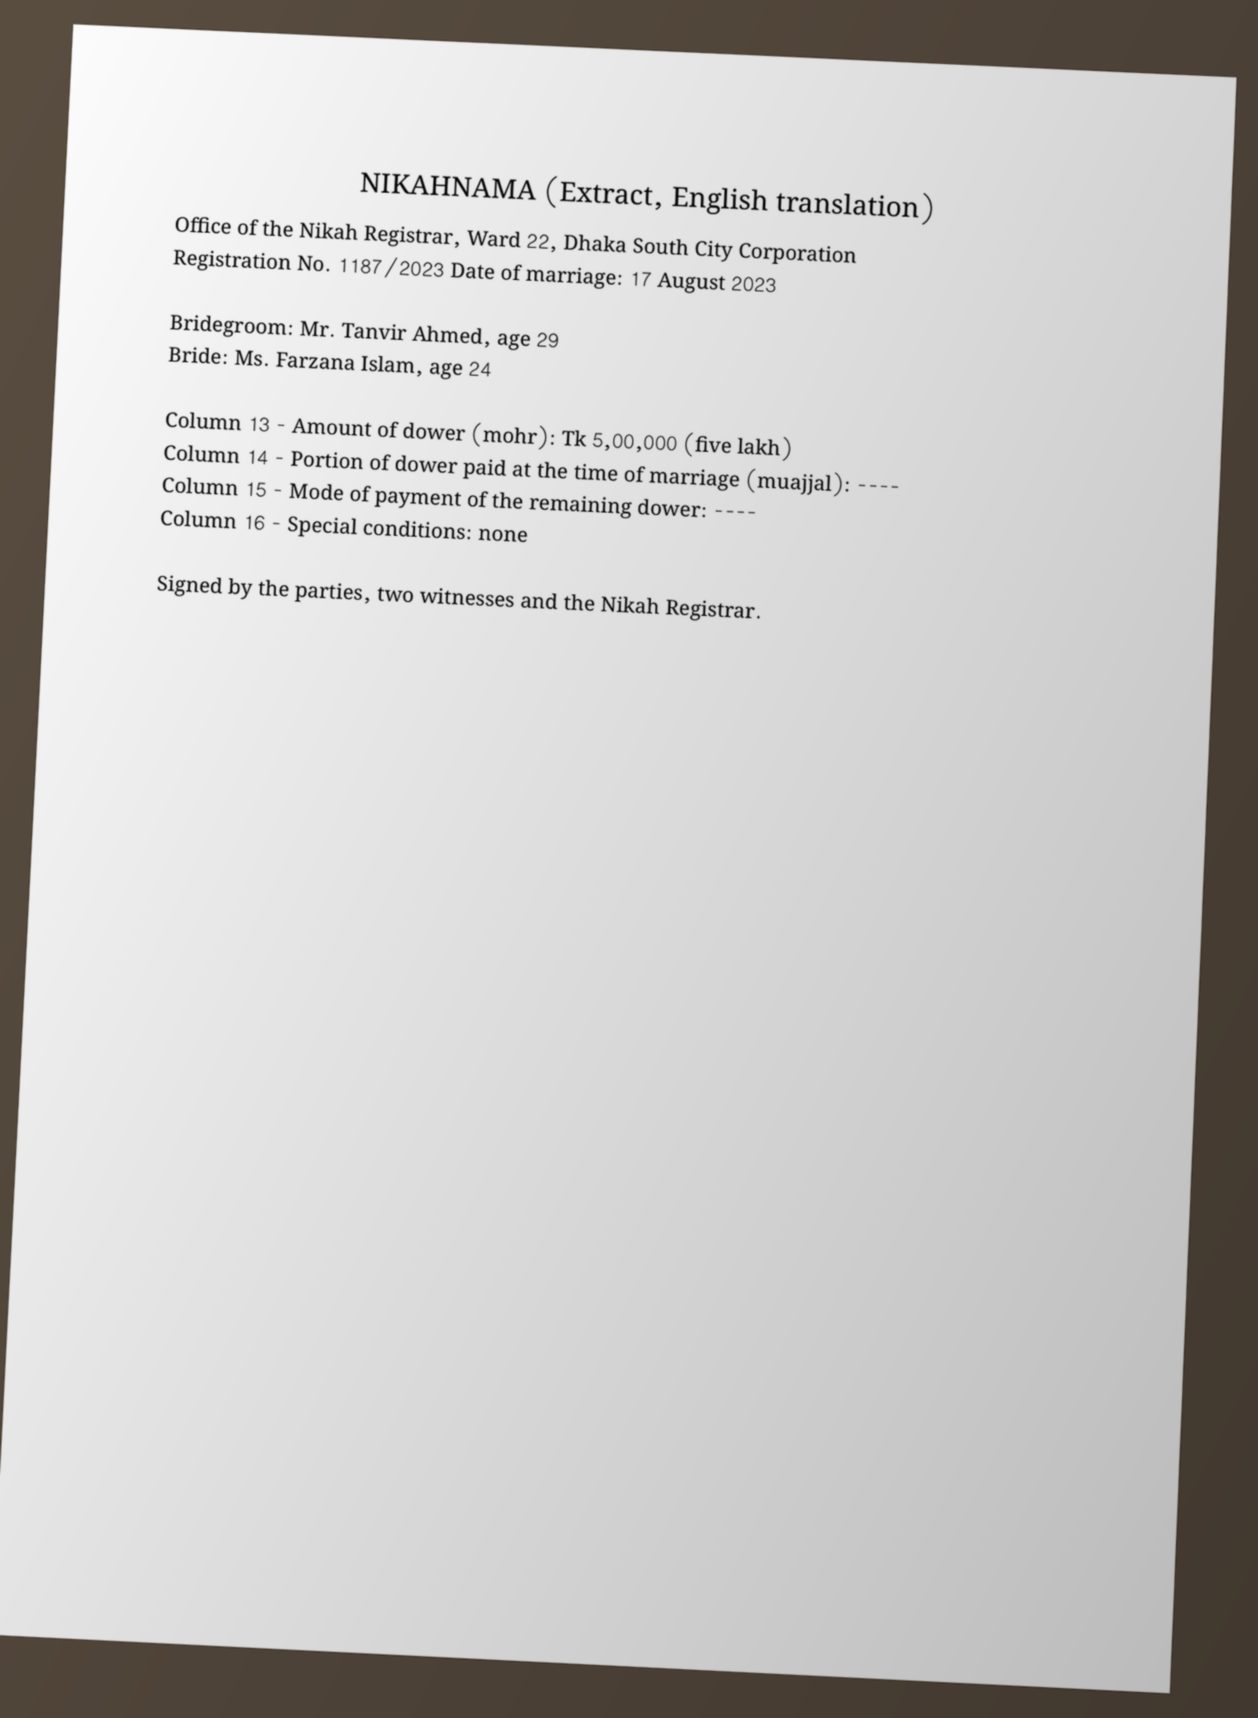 NIKAHNAMA (Extract, English translation)
Office of the Nikah Registrar, Ward 22, Dhaka South City Corporation
Registration No. 1187/2023 Date of marriage: 17 August 2023
Bridegroom: Mr. Tanvir Ahmed, age 29
Bride: Ms. Farzana Islam, age 24
Column 13 - Amount of dower (mohr): Tk 5,00,000 (five lakh)
Column 14 - Portion of dower paid at the time of marriage (muajjal): ----
Column 15 - Mode of payment of the remaining dower: ----
Column 16 - Special conditions: none
Signed by the parties, two witnesses and the Nikah Registrar.